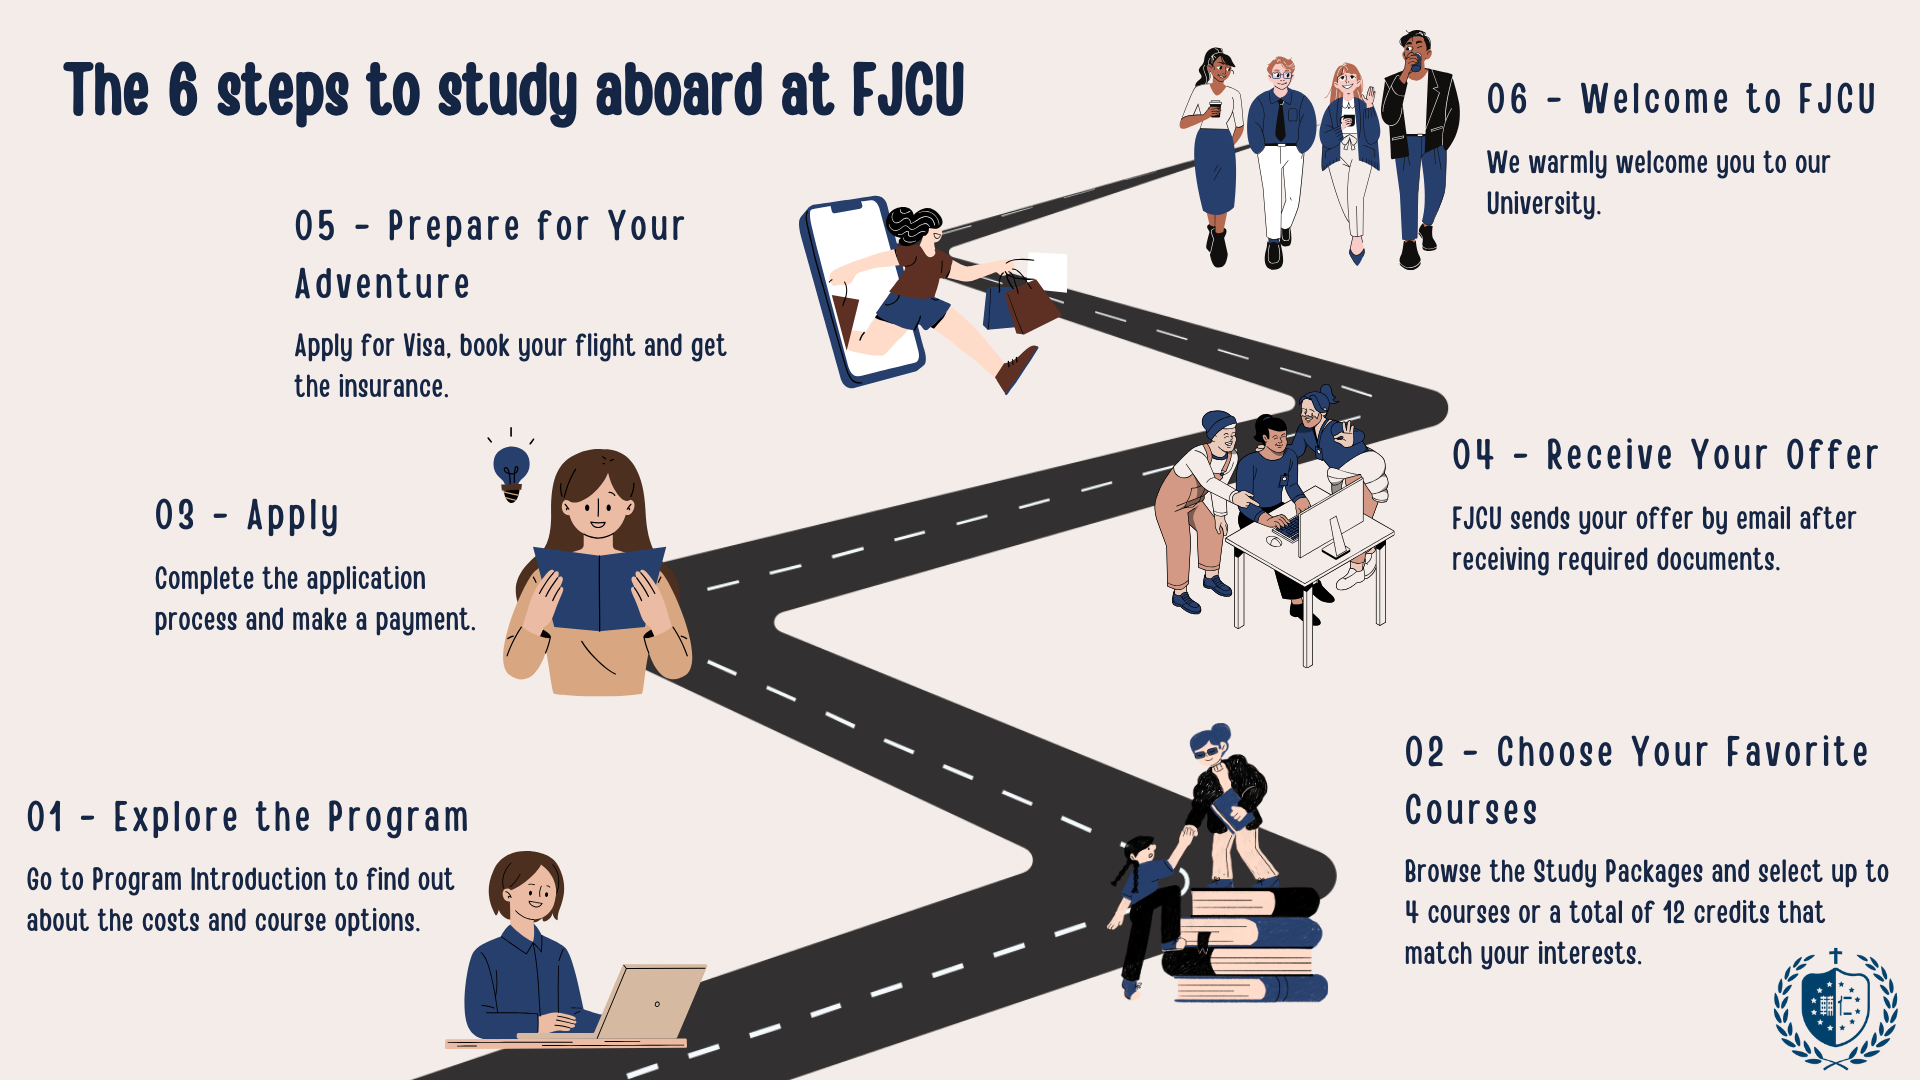 The 6 steps to study aboard at FJCU
01 - Explore the Program
Go to Program Introduction to find out
about the costs and course options.
02 - Choose Your Favorite
Courses
Browse the Study Packages and select up to
4 courses or a total of 12 credits that
match your interests.
03 - Apply
Complete the application
process and make a payment.
04 - Receive Your Offer
FJCU sends your offer by email after
receiving required documents.
05 - Prepare for Your
Adventure
Apply for Visa, book your flight and get
the insurance.
06 - Welcome to FJCU
We warmly welcome you to our
University.
輔仁